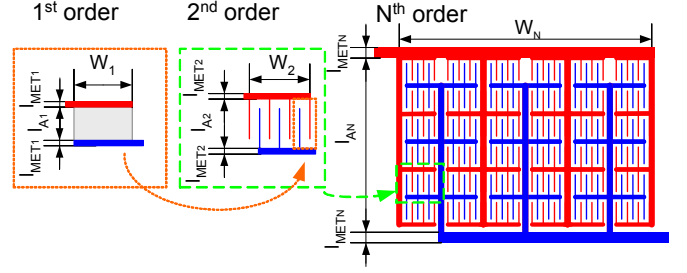 1st order
2nd order
Nth order
W1
lMET1
lA1
lMET1
W2
lMET2
lA2
lMET2
WN
lMETN
lAN
lMETN